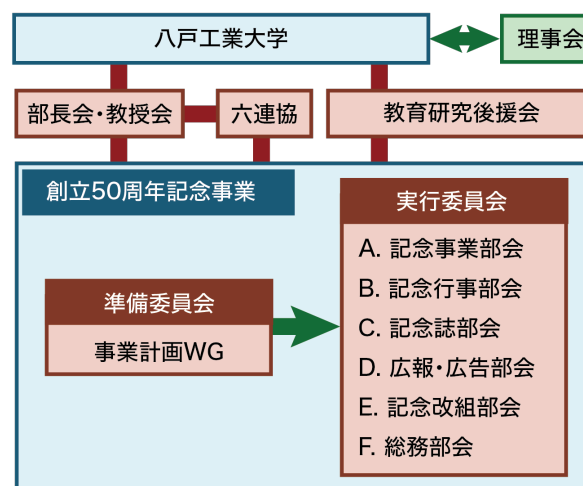 八戸工業大学
理事会
部長会・教授会
六連協
教育研究後援会
創立50周年記念事業
準備委員会
事業計画WG
実行委員会
A. 記念事業部会
B. 記念行事部会
C. 記念誌部会
D. 広報・広告部会
E. 記念改組部会
F. 総務部会